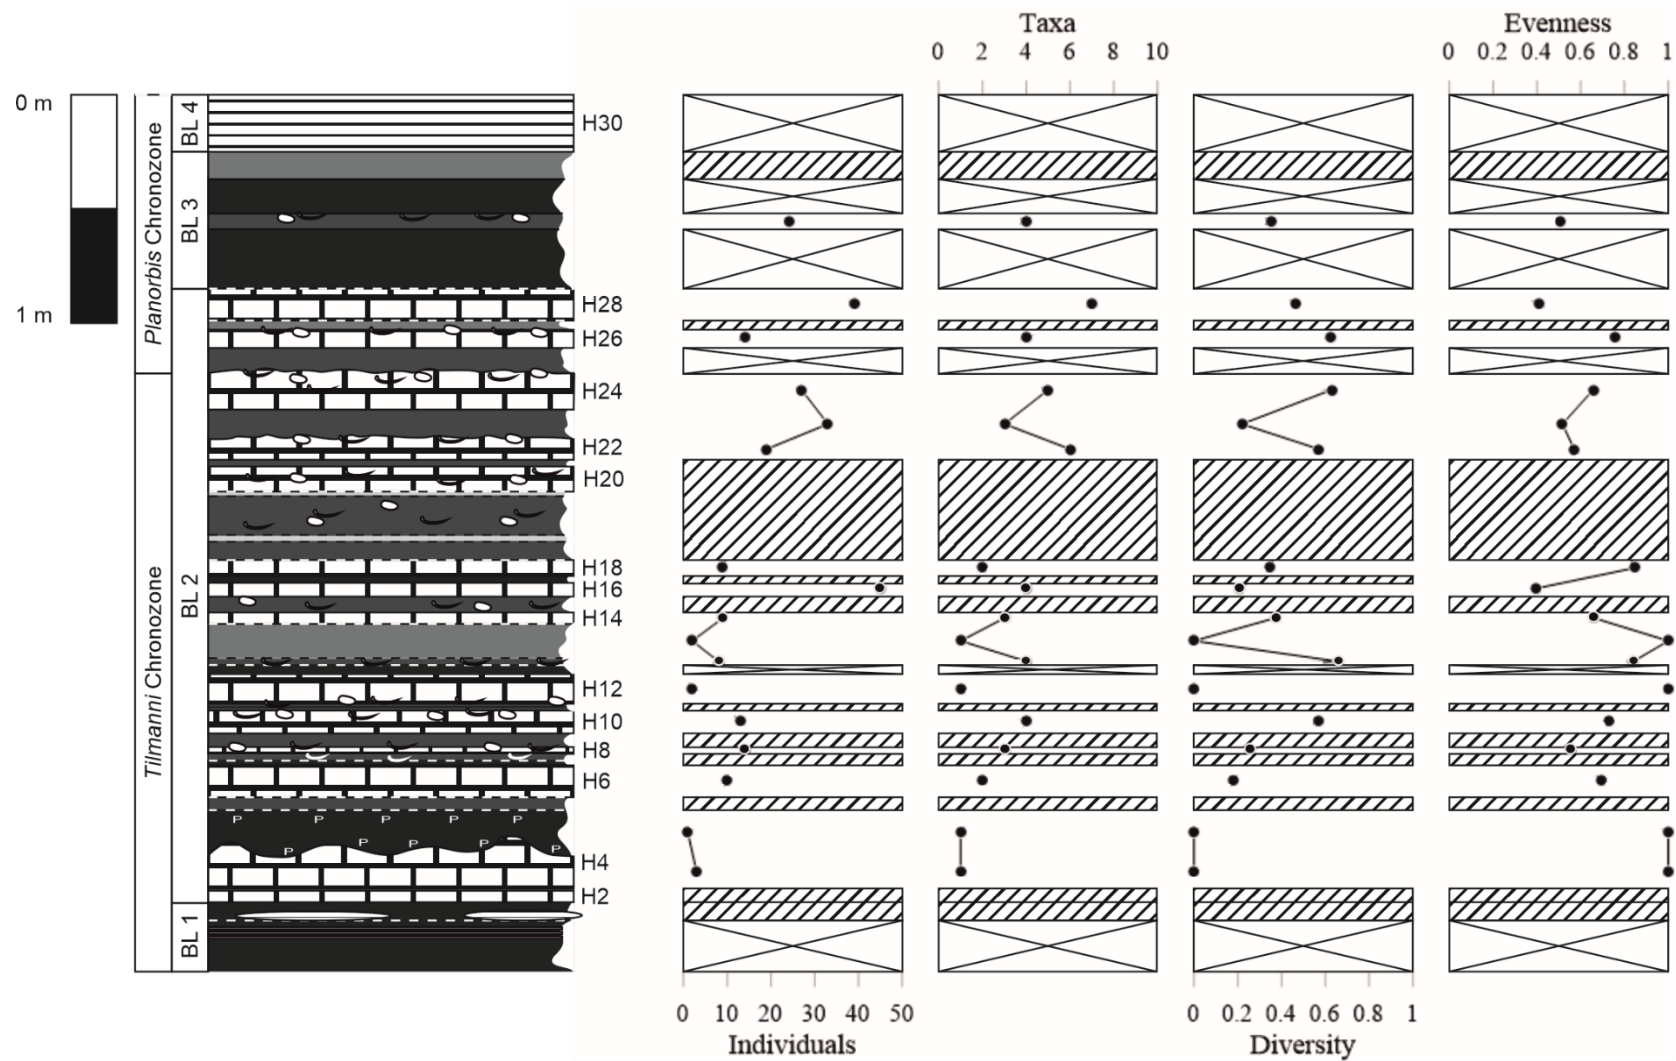 Taxa
Evenness
0 2 4 6 8 10
0 0.2 0.4 0.6 0.8 1
0 m
1 m
Planorbis Chronozone
Tilmanni Chronozone
BL 4
BL 3
BL 2
BL 1
H30
H28
H26
H24
H22
H20
H18
H16
H14
H12
H10
H8
H6
P P P P P
P P P P P
H4
H2
0 10 20 30 40 50
0 0.2 0.4 0.6 0.8 1
Individuals
Diversity